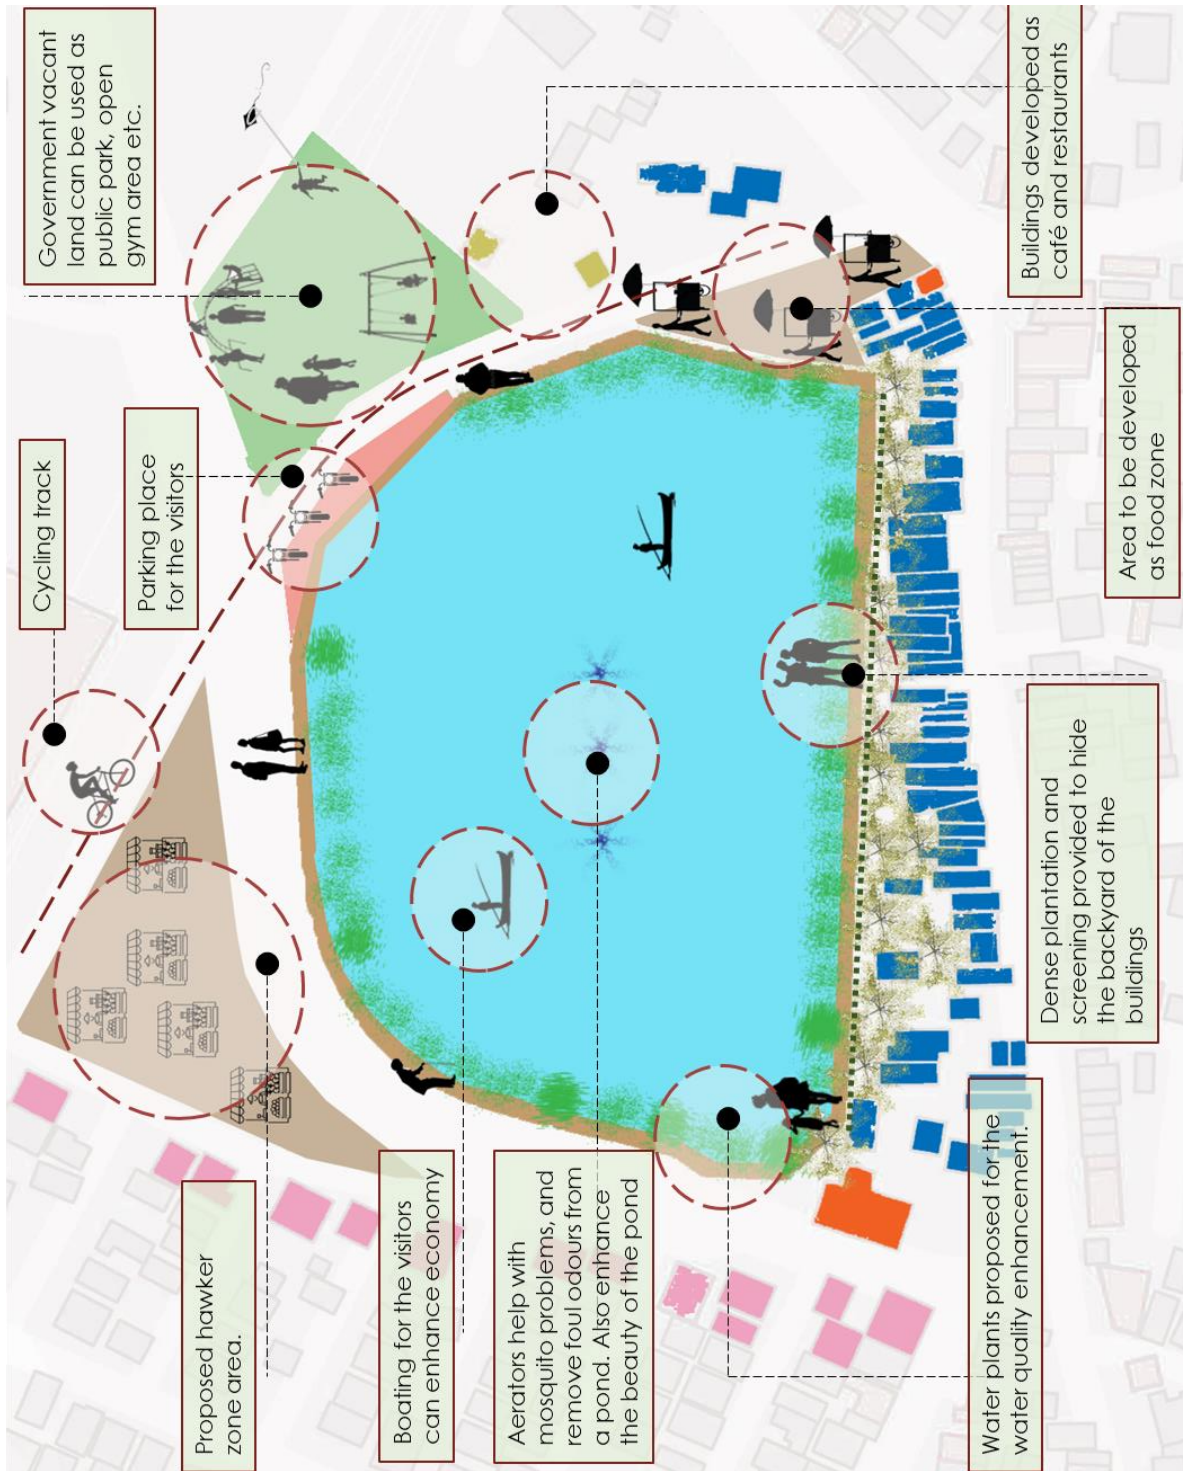 Proposed hawker
zone area.
Cycling track
Parking place
for the visitors
Government vacant
land can be used as
public park, open
gym area etc.
Boating for the visitors
can enhance economy
Aerators help with
mosquito problems, and
remove foul odours from
a pond. Also enhance
the beauty of the pond
Water plants proposed for the
water quality enhancement.
Dense plantation and
screening provided to hide
the backyard of the
buildings
Area to be developed
as food zone
Buildings developed as
café and restaurants